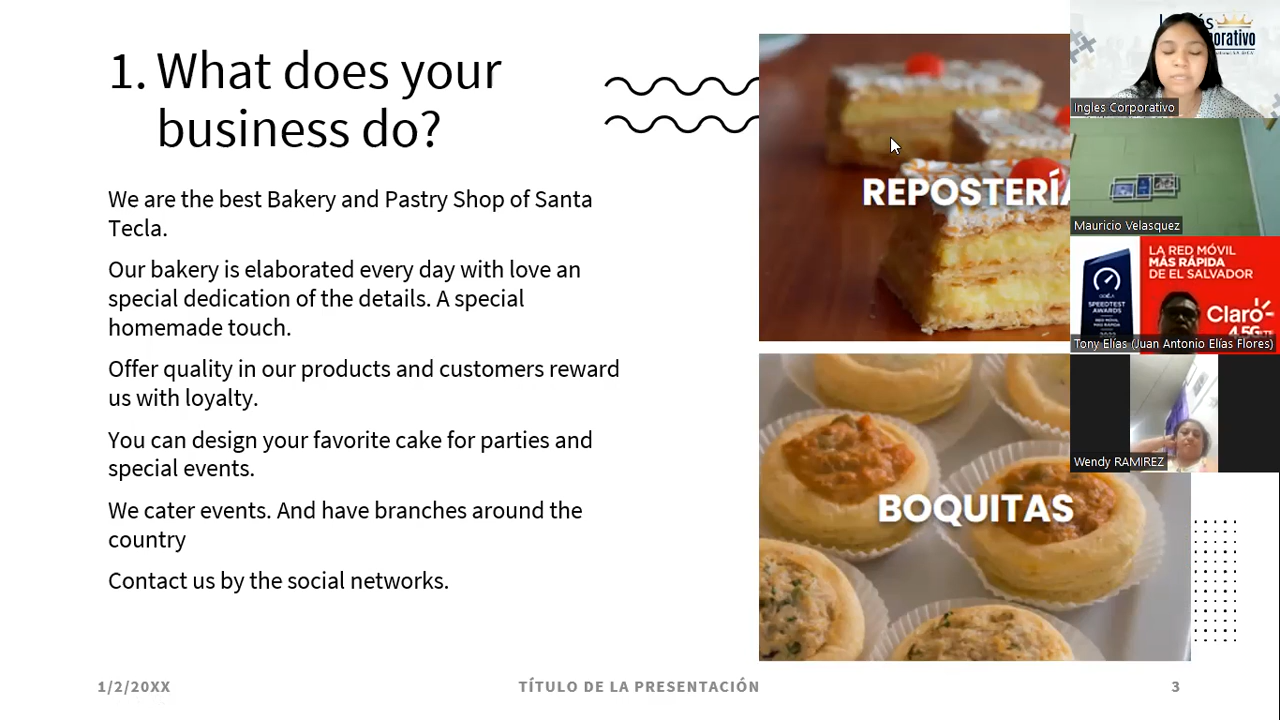 1. What does your
business do?
We are the best Bakery and Pastry Shop of Santa
Tecla.
Our bakery is elaborated every day with love an
special dedication of the details. A special
homemade touch.
Offer quality in our products and customers reward
us with loyalty.
You can design your favorite cake for parties and
special events.
We cater events. And have branches around the
country
Contact us by the social networks.
REPOSTERÍA
BOQUITAS
Ingles Corporativo
Mauricio Velasquez
LA RED MÓVIL
MÁS RÁPIDA
DE EL SALVADOR
SPEEDTEST
AWARDS
Claro
4.5G
Tony Elías (Juan Antonio Elías Flores)
Wendy RAMIREZ
1/2/20XX
TÍTULO DE LA PRESENTACIÓN
3